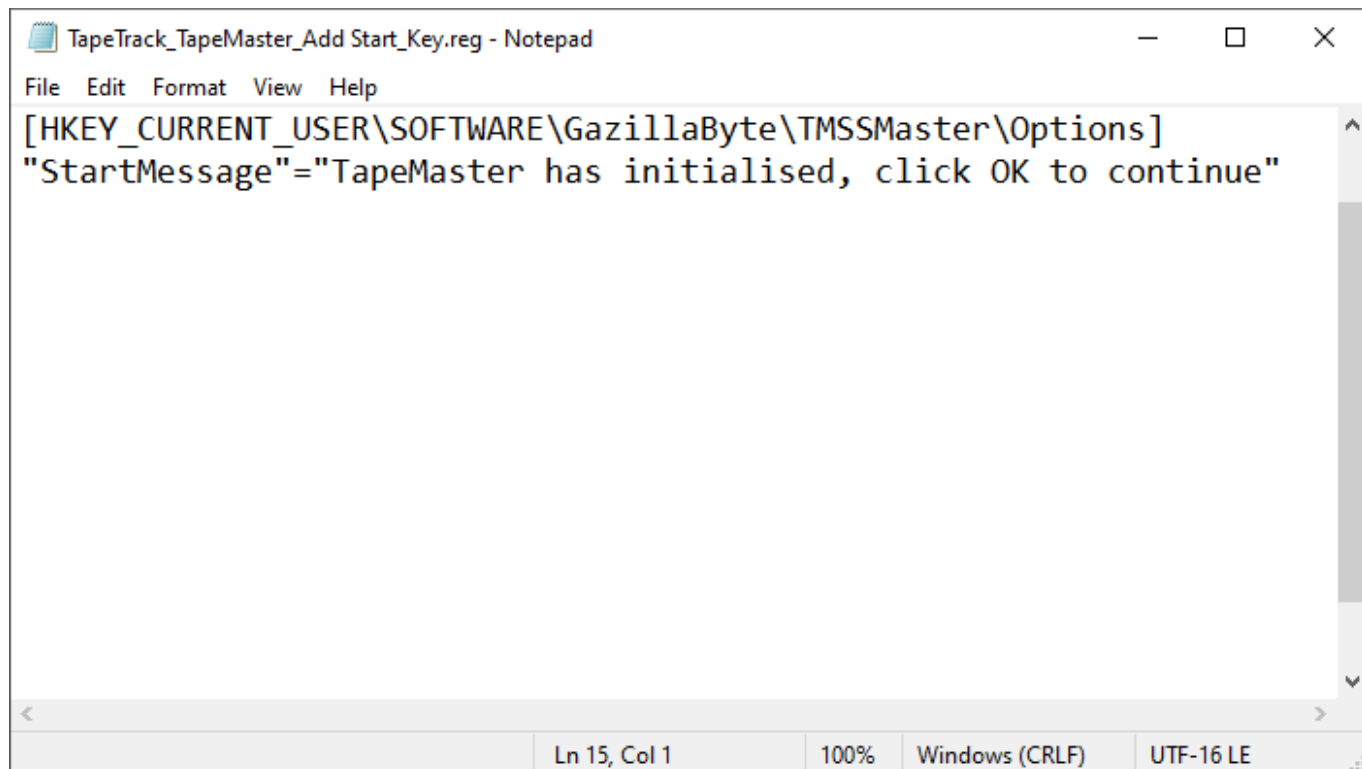 TapeTrack_TapeMaster_Add Start_Key.reg - Notepad
File Edit Format View Help
[HKEY_CURRENT_USER\SOFTWARE\GazillaByte\TMSSMaster\Options]
"StartMessage"="TapeMaster has initialised, click OK to continue"
Ln 15, Col 1 100% Windows (CRLF) UTF-16 LE